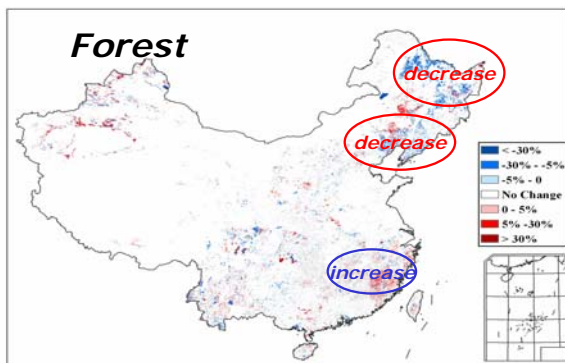 Forest
decrease
decrease
increase
< -30%
-30% - -5%
-5% - 0
No Change
0 - 5%
5% -30%
> 30%